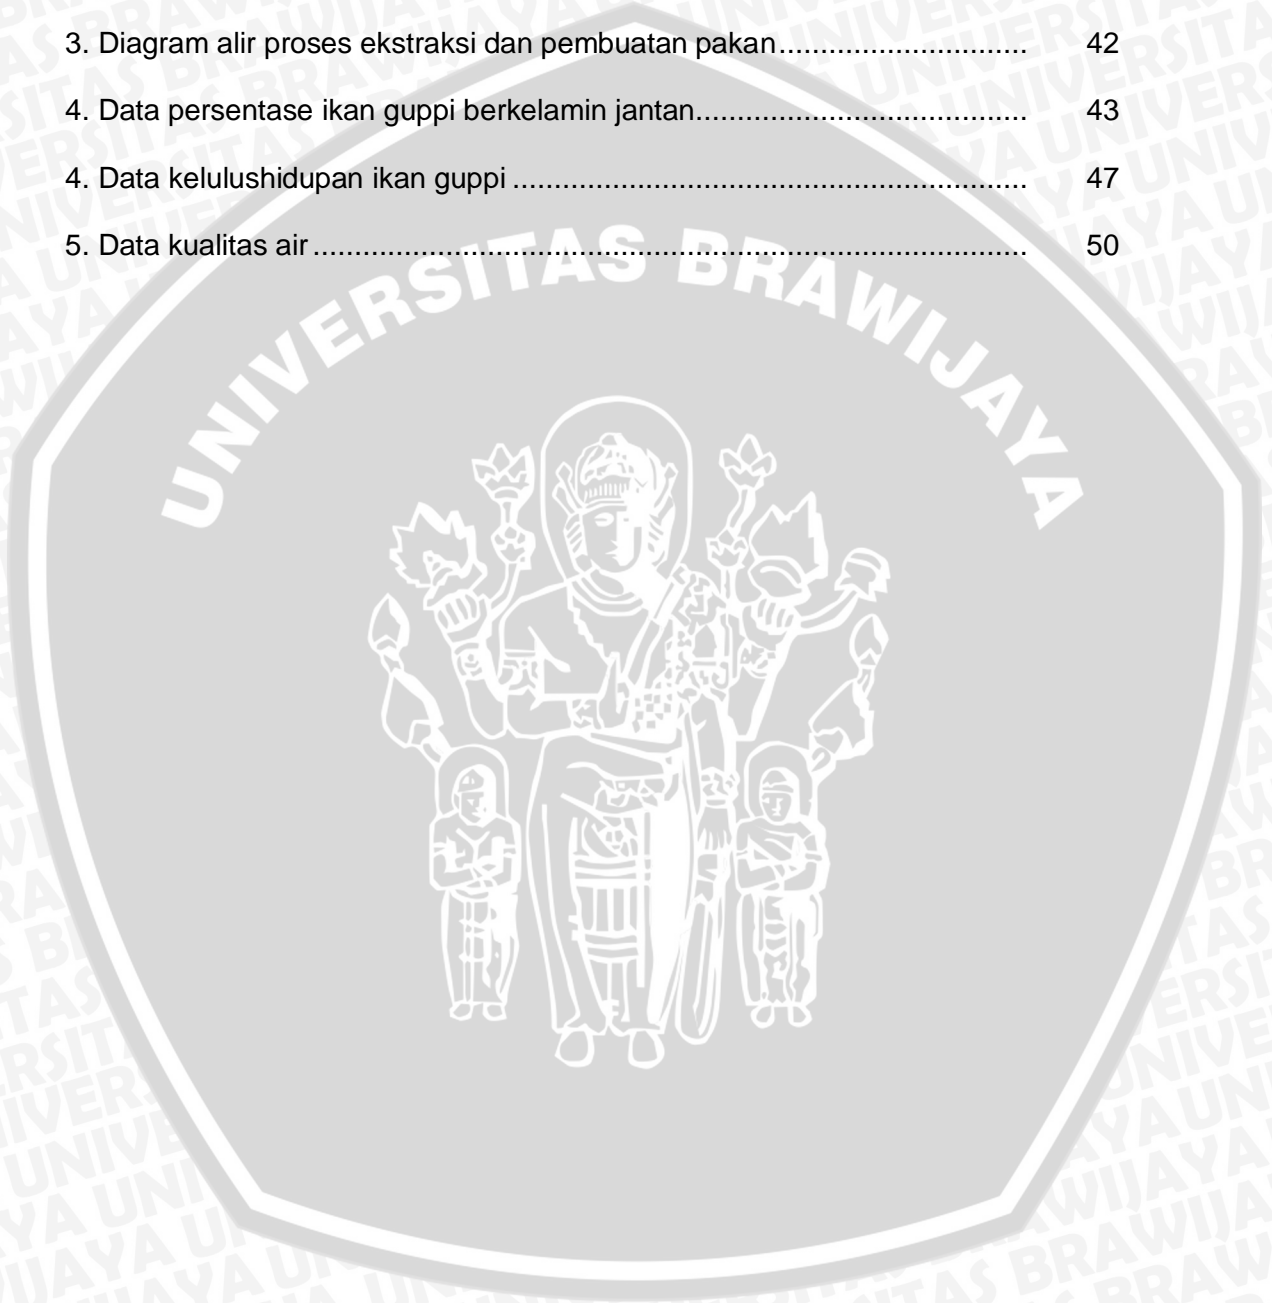 3. Diagram alir proses ekstraksi dan pembuatan pakan.............................. 42
4. Data persentase ikan guppi berkelamin jantan........................................ 43
4. Data kelulushidupan ikan guppi .............................................................. 47
5. Data kualitas air ...................................................................................... 50
UNIVERSITAS BRAWIJAYA